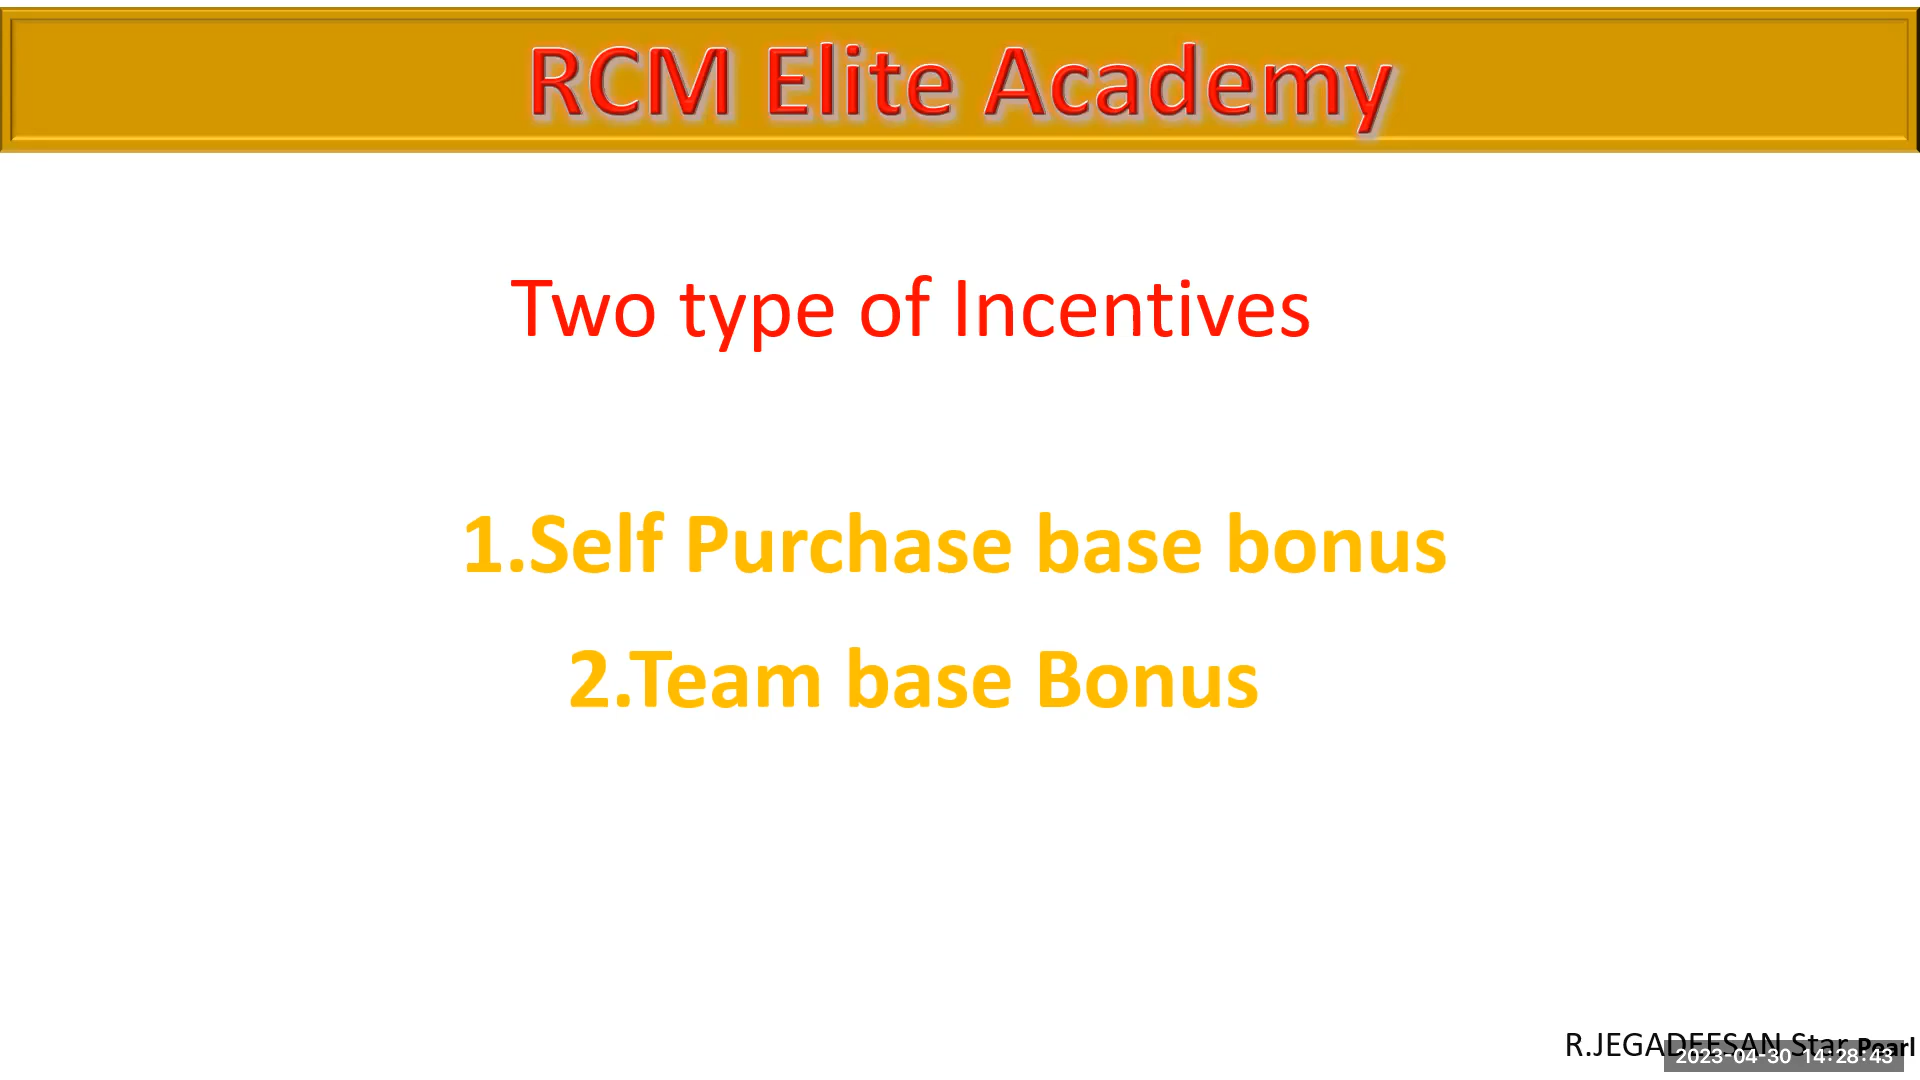 RCM Elite Academy
Two type of Incentives
1.Self Purchase base bonus
2.Team base Bonus
R.JEGADEESAN Star Pearl
2023-04-30 14:28:43